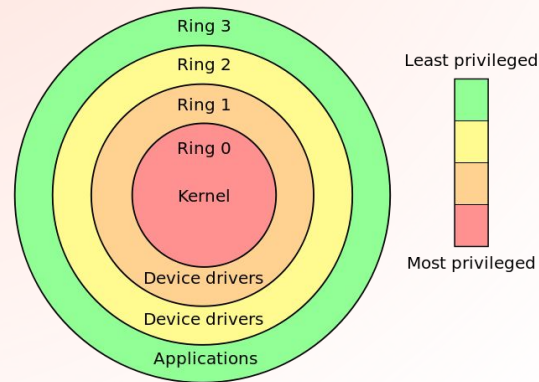 Ring 3
Ring 2
Ring 1
Ring 0
Kernel
Device drivers
Device drivers
Applications
Least privileged
Most privileged